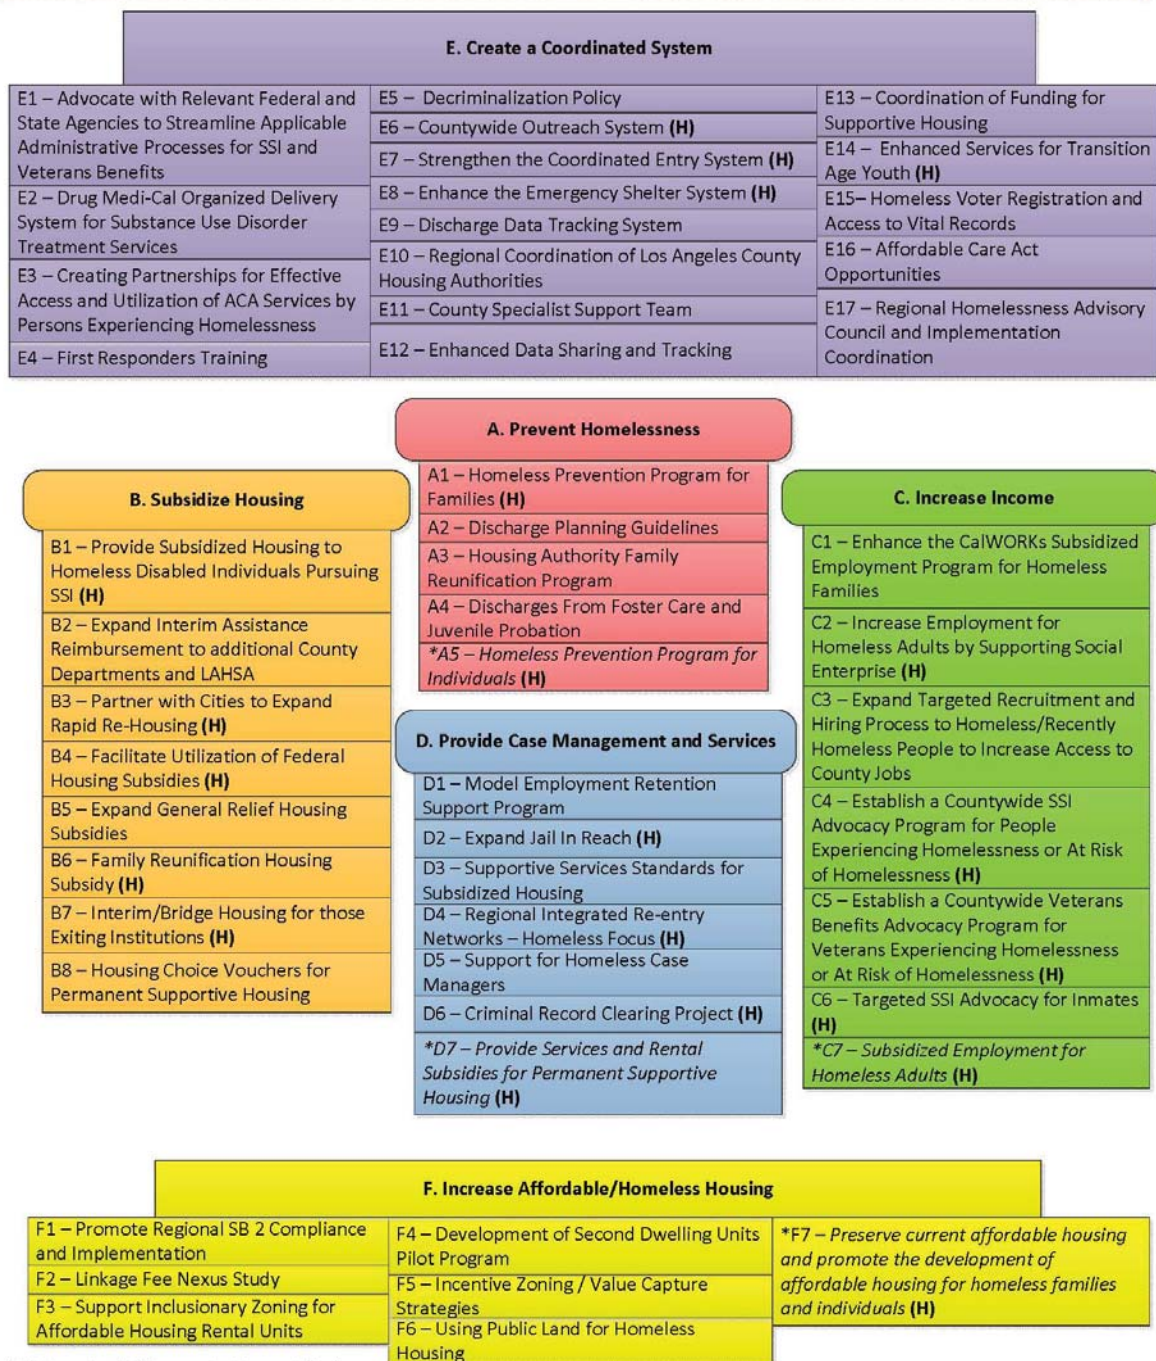 E. Create a Coordinated System
E1 – Advocate with Relevant Federal and
State Agencies to Streamline Applicable
Administrative Processes for SSI and
Veterans Benefits
E2 – Drug Medi-Cal Organized Delivery
System for Substance Use Disorder
Treatment Services
E3 – Creating Partnerships for Effective
Access and Utilization of ACA Services by
Persons Experiencing Homelessness
E4 – First Responders Training
E5 – Decriminalization Policy
E6 – Countywide Outreach System (H)
E7 – Strengthen the Coordinated Entry System (H)
E8 – Enhance the Emergency Shelter System (H)
E9 – Discharge Data Tracking System
E10 – Regional Coordination of Los Angeles County
Housing Authorities
E11 – County Specialist Support Team
E12 – Enhanced Data Sharing and Tracking
E13 – Coordination of Funding for
Supportive Housing
E14 – Enhanced Services for Transition
Age Youth (H)
E15– Homeless Voter Registration and
Access to Vital Records
E16 – Affordable Care Act
Opportunities
E17 – Regional Homelessness Advisory
Council and Implementation
Coordination
A. Prevent Homelessness
A1 – Homeless Prevention Program for
Families (H)
A2 – Discharge Planning Guidelines
A3 – Housing Authority Family
Reunification Program
A4 – Discharges From Foster Care and
Juvenile Probation
*A5 – Homeless Prevention Program for
Individuals (H)
B. Subsidize Housing
B1 – Provide Subsidized Housing to
Homeless Disabled Individuals Pursuing
SSI (H)
B2 – Expand Interim Assistance
Reimbursement to additional County
Departments and LAHSA
B3 – Partner with Cities to Expand
Rapid Re-Housing (H)
B4 – Facilitate Utilization of Federal
Housing Subsidies (H)
B5 – Expand General Relief Housing
Subsidies
B6 – Family Reunification Housing
Subsidy (H)
B7 – Interim/Bridge Housing for those
Exiting Institutions (H)
B8 – Housing Choice Vouchers for
Permanent Supportive Housing
C. Increase Income
C1 – Enhance the CalWORKs Subsidized
Employment Program for Homeless
Families
C2 – Increase Employment for
Homeless Adults by Supporting Social
Enterprise (H)
C3 – Expand Targeted Recruitment and
Hiring Process to Homeless/Recently
Homeless People to Increase Access to
County Jobs
C4 – Establish a Countywide SSI
Advocacy Program for People
Experiencing Homelessness or At Risk
of Homelessness (H)
C5 – Establish a Countywide Veterans
Benefits Advocacy Program for
Veterans Experiencing Homelessness
or At Risk of Homelessness (H)
C6 – Targeted SSI Advocacy for Inmates
(H)
*C7 – Subsidized Employment for
Homeless Adults (H)
D. Provide Case Management and Services
D1 – Model Employment Retention
Support Program
D2 – Expand Jail In Reach (H)
D3 – Supportive Services Standards for
Subsidized Housing
D4 – Regional Integrated Re-entry
Networks – Homeless Focus (H)
D5 – Support for Homeless Case
Managers
D6 – Criminal Record Clearing Project (H)
*D7 – Provide Services and Rental
Subsidies for Permanent Supportive
Housing (H)
F. Increase Affordable/Homeless Housing
F1 – Promote Regional SB 2 Compliance
and Implementation
F2 – Linkage Fee Nexus Study
F3 – Support Inclusionary Zoning for
Affordable Housing Rental Units
F4 – Development of Second Dwelling Units
Pilot Program
F5 – Incentive Zoning / Value Capture
Strategies
F6 – Using Public Land for Homeless
Housing
*F7 – Preserve current affordable housing
and promote the development of
affordable housing for homeless families
and individuals (H)